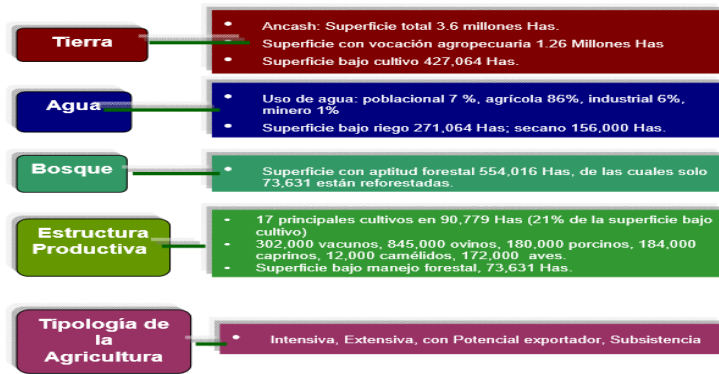 Tierra
• Ancash: Superficie total 3.6 millones Has.
• Superficie con vocación agropecuaria 1.26 Millones Has
• Superficie bajo cultivo 427,064 Has.
Agua
• Uso de agua: poblacional 7 %, agrícola 86%, industrial 6%,
minero 1%
• Superficie bajo riego 271,064 Has; secano 156,000 Has.
Bosque
• Superficie con aptitud forestal 554,016 Has, de las cuales solo
73,631 están reforestadas.
Estructura
Productiva
- 17 principales cultivos en 90,779 Has (21% de la superficie bajo
cultivo)
- 302,000 vacunos, 845,000 ovinos, 180,000 porcinos, 184,000
caprinos, 12,000 camélidos, 172,000 aves.
- Superficie bajo manejo forestal, 73,631 Has.
Tipología de
la
Agricultura
• Intensiva, Extensiva, con Potencial exportador, Subsistencia